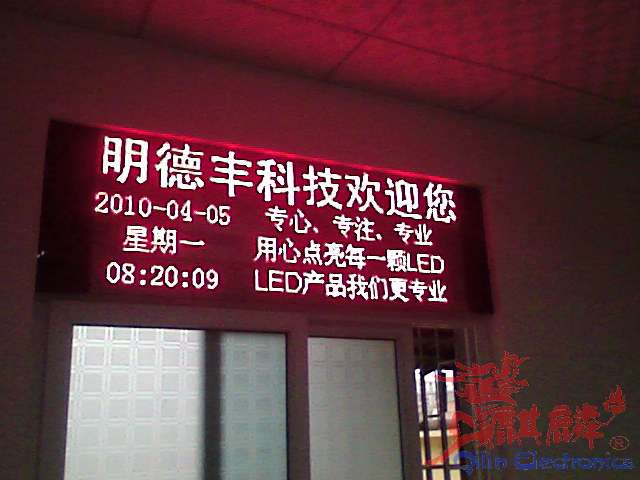 明德丰科技欢迎您
2010-04-05
星期一
08:20:09
专心、专注、专业
用心点亮每一颗LED
LED产品我们更专业
麒麟®
Qilin Electronics